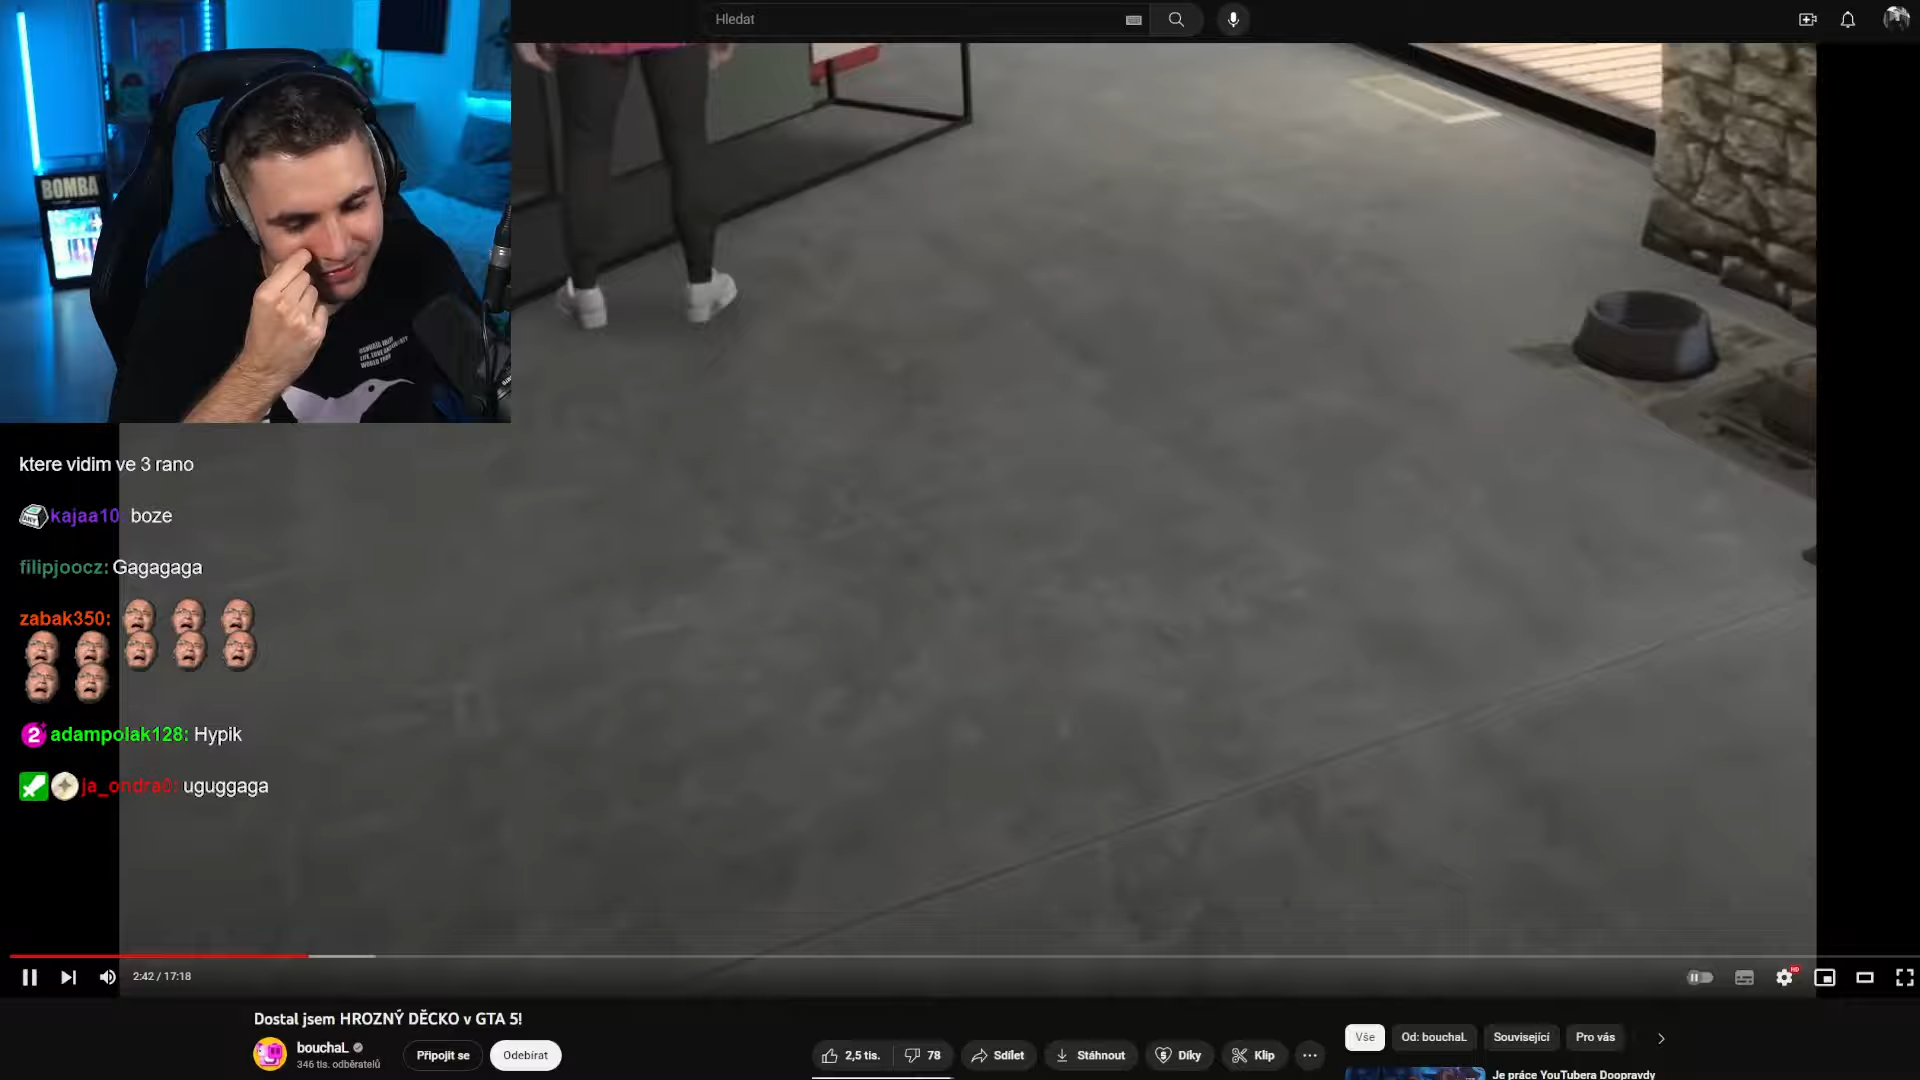 Hledat
BOMBA
ktere vidim ve 3 rano
kajaa10: boze
filipjoocz: Gagagaga
zabak350:
2 adampolak128: Hypik
ja_ondra0: uguggaga
2:42 / 17:18
HD
Dostal jsem HROZNÝ DĚCKO v GTA 5!
bouchaL
346 tis. odběratelů
Připojit se
Odebírat
2,5 tis.
78
Sdílet
Stáhnout
Díky
Klip
Vše
Od: bouchaL
Související
Pro vás
Je práce YouTubera Doopravdy